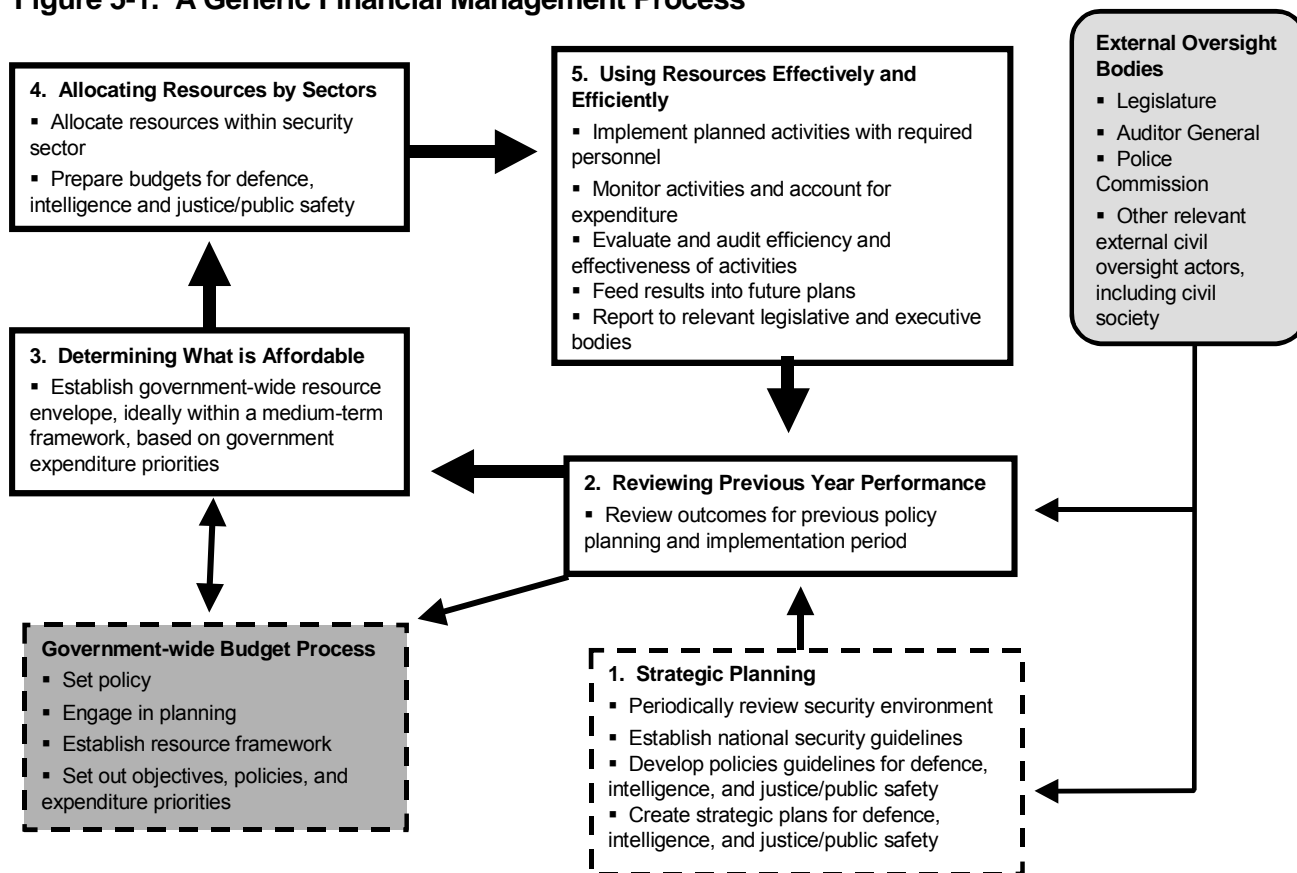 Figure 5-1. A Generic Financial Management Process
4. Allocating Resources by Sectors
▪ Allocate resources within security
sector
▪ Prepare budgets for defence,
intelligence and justice/public safety
5. Using Resources Effectively and
Efficiently
▪ Implement planned activities with required
personnel
▪ Monitor activities and account for
expenditure
▪ Evaluate and audit efficiency and
effectiveness of activities
▪ Feed results into future plans
▪ Report to relevant legislative and executive
bodies
External Oversight
Bodies
▪ Legislature
▪ Auditor General
▪ Police
Commission
▪ Other relevant
external civil
oversight actors,
including civil
society
3. Determining What is Affordable
▪ Establish government-wide resource
envelope, ideally within a medium-term
framework, based on government
expenditure priorities
2. Reviewing Previous Year Performance
▪ Review outcomes for previous policy
planning and implementation period
Government-wide Budget Process
▪ Set policy
▪ Engage in planning
▪ Establish resource framework
▪ Set out objectives, policies, and
expenditure priorities
1. Strategic Planning
▪ Periodically review security environment
▪ Establish national security guidelines
▪ Develop policies guidelines for defence,
intelligence, and justice/public safety
▪ Create strategic plans for defence,
intelligence, and justice/public safety